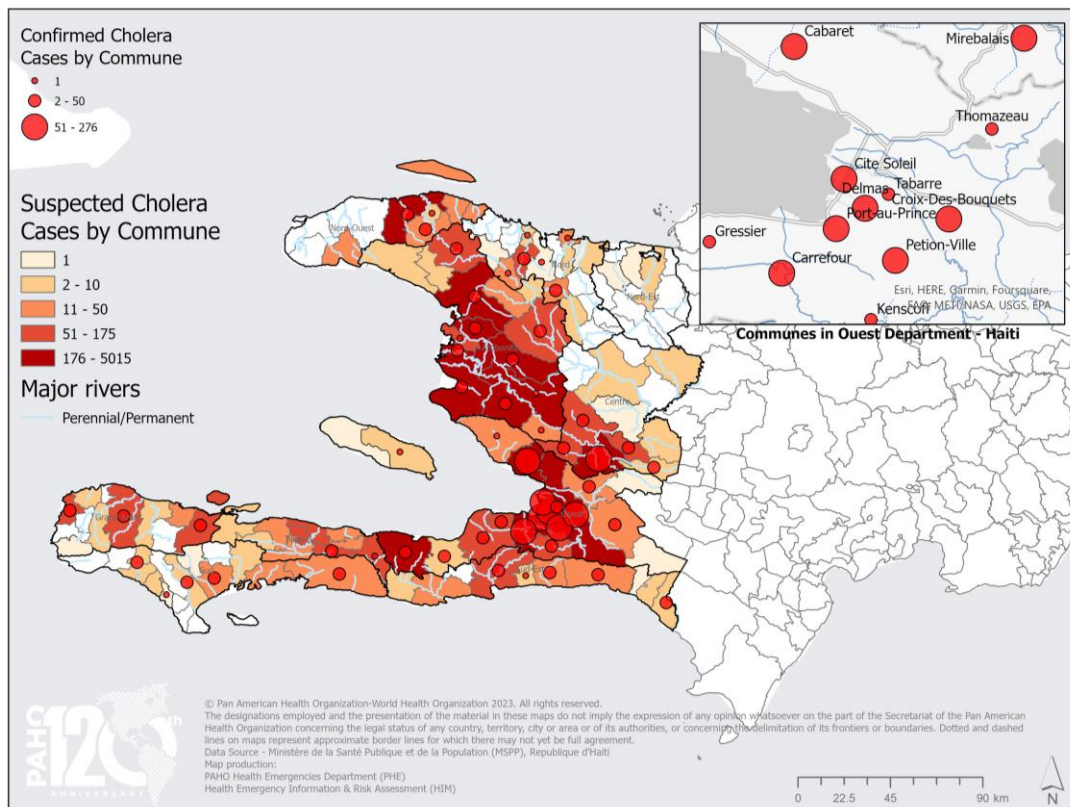 Confirmed Cholera
Cases by Commune
1
2 - 50
51 - 276
Suspected Cholera
Cases by Commune
1
2 - 10
11 - 50
51 - 175
176 - 5015
Major rivers
Perennial/Permanent
Cabaret
Mirebalais
Thomazeau
Cite Soleil
Tabarre
Delmas
Croix-Des-Bouquets
Port-au-Prince
Gressier
Petion-Ville
Carrefour
Kenscoff
Esri, HERE, Garmin, Foursquare,
FAO, METI/NASA, USGS, EPA
Communes in Ouest Department - Haiti
Nord-Ouest
Nord-Est
Centre
PAHO 120th
ANNIVERSARY
© Pan American Health Organization-World Health Organization 2023. All rights reserved.
The designations employed and the presentation of the material in these maps do not imply the expression of any opinion whatsoever on the part of the Secretariat of the Pan American
Health Organization concerning the legal status of any country, territory, city or area or of its authorities, or concerning the delimitation of its frontiers or boundaries. Dotted and dashed
lines on maps represent approximate border lines for which there may not yet be full agreement.
Data Source - Ministère de la Santé Publique et de la Population (MSPP), Republique d'Haiti
Map production:
PAHO Health Emergencies Department (PHE)
Health Emergency Information & Risk Assessment (HIM)
0 22.5 45 90 km
N